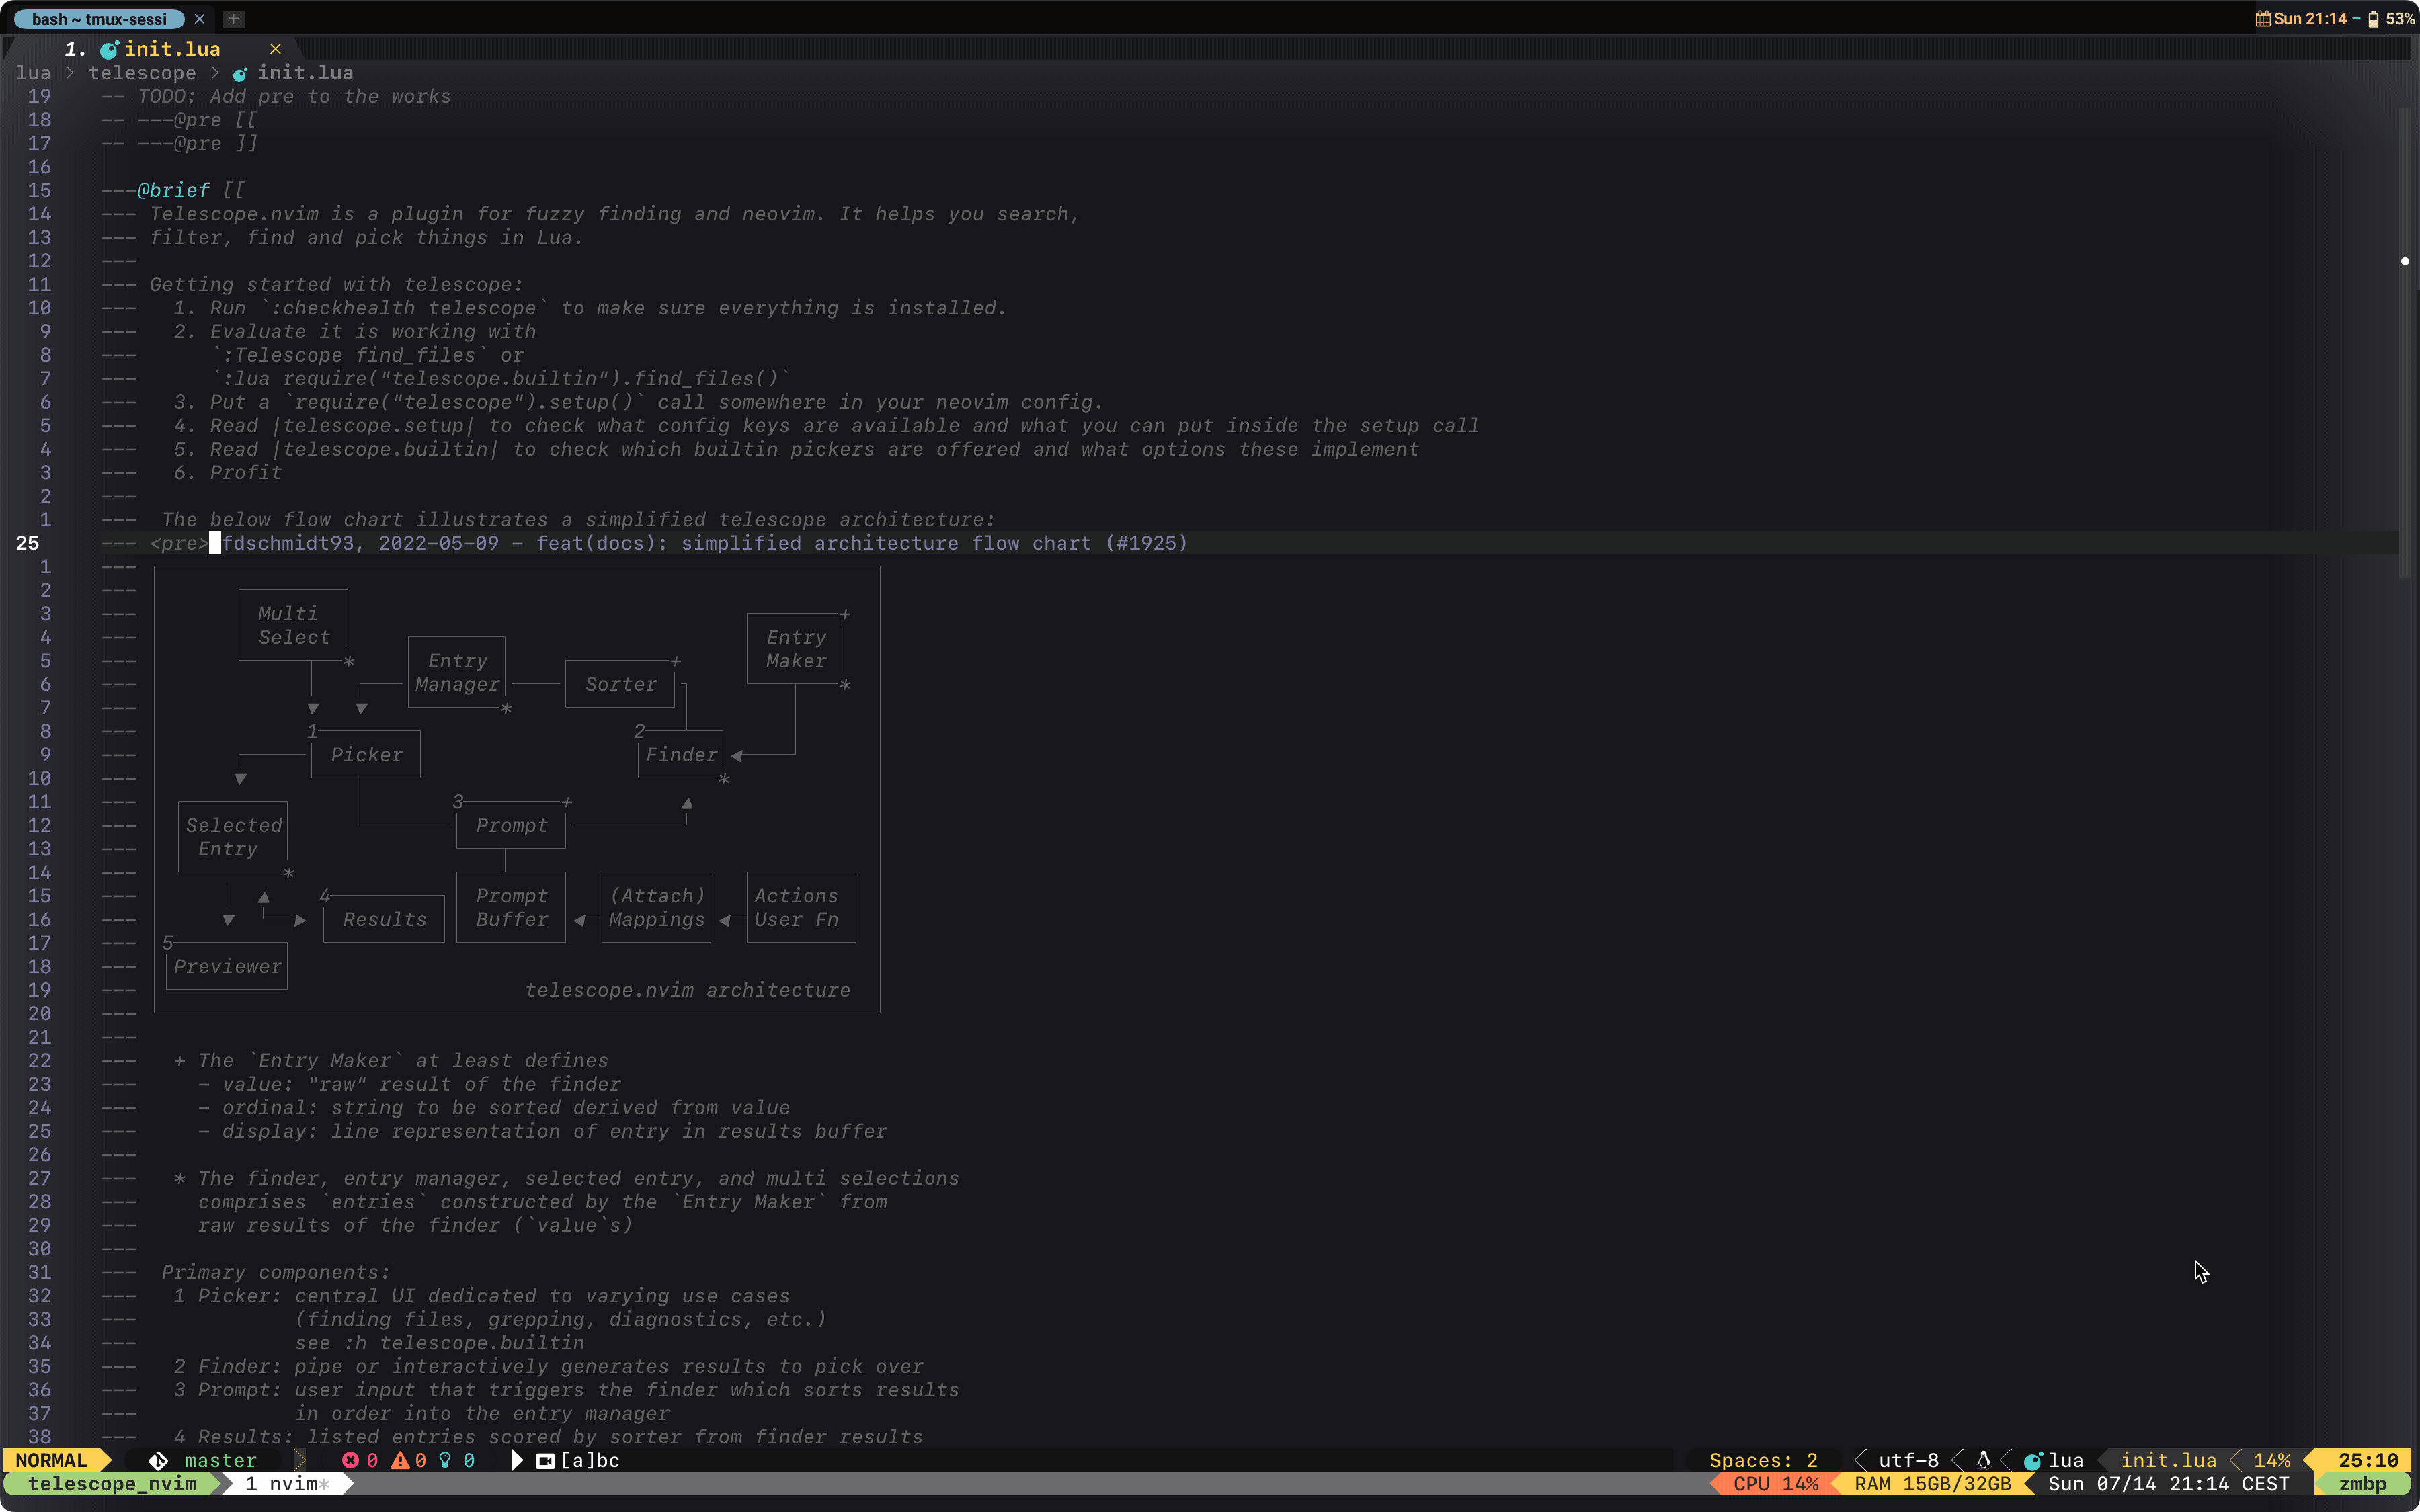 bash ~ tmux-sessi × + Sun 21:14 - 53%
1. init.lua ×
lua > telescope > init.lua
19 -- TODO: Add pre to the works
18 -- ---@pre [[
17 -- ---@pre ]]
16
15 ---@brief [[
14 --- Telescope.nvim is a plugin for fuzzy finding and neovim. It helps you search,
13 --- filter, find and pick things in Lua.
12 ---
11 --- Getting started with telescope:
10 --- 1. Run `:checkhealth telescope` to make sure everything is installed.
9 --- 2. Evaluate it is working with
8 --- `:Telescope find_files` or
7 --- `:lua require("telescope.builtin").find_files()`
6 --- 3. Put a `require("telescope").setup()` call somewhere in your neovim config.
5 --- 4. Read |telescope.setup| to check what config keys are available and what you can put inside the setup call
4 --- 5. Read |telescope.builtin| to check which builtin pickers are offered and what options these implement
3 --- 6. Profit
2 ---
1 --- The below flow chart illustrates a simplified telescope architecture:
25 --- <pre> fdschmidt93, 2022-05-09 - feat(docs): simplified architecture flow chart (#1925)
1 ---
2 ---
3 --- Multi +
4 --- Select Entry
5 --- * Entry + Maker
6 --- Manager Sorter *
7 --- *
8 --- 1 2
9 --- Picker Finder
10 --- *
11 --- 3 +
12 --- Selected Prompt
13 --- Entry
14 --- *
15 --- 4 Prompt (Attach) Actions
16 --- Results Buffer Mappings User Fn
17 --- 5
18 --- Previewer
19 --- telescope.nvim architecture
20 ---
21 ---
22 --- + The `Entry Maker` at least defines
23 --- - value: "raw" result of the finder
24 --- - ordinal: string to be sorted derived from value
25 --- - display: line representation of entry in results buffer
26 ---
27 --- * The finder, entry manager, selected entry, and multi selections
28 --- comprises `entries` constructed by the `Entry Maker` from
29 --- raw results of the finder (`value`s)
30 ---
31 --- Primary components:
32 --- 1 Picker: central UI dedicated to varying use cases
33 --- (finding files, grepping, diagnostics, etc.)
34 --- see :h telescope.builtin
35 --- 2 Finder: pipe or interactively generates results to pick over
36 --- 3 Prompt: user input that triggers the finder which sorts results
37 --- in order into the entry manager
38 --- 4 Results: listed entries scored by sorter from finder results
NORMAL master 0 0 0 [a]bc Spaces: 2 utf-8 lua init.lua 14% 25:10
telescope_nvim 1 nvim* CPU 14% RAM 15GB/32GB Sun 07/14 21:14 CEST zmbp